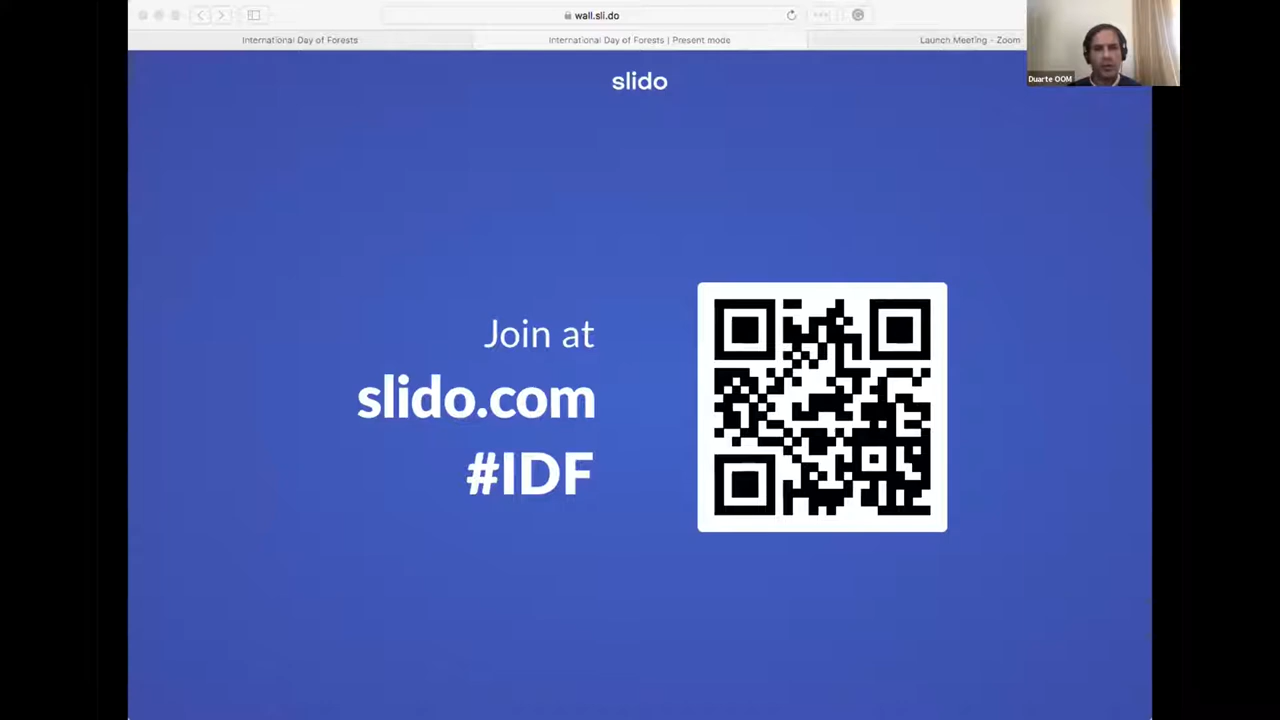 wall.sli.do
International Day of Forests
International Day of Forests | Present mode
Launch Meeting - Zoom
Duarte OOM
slido
Join at
slido.com
#IDF